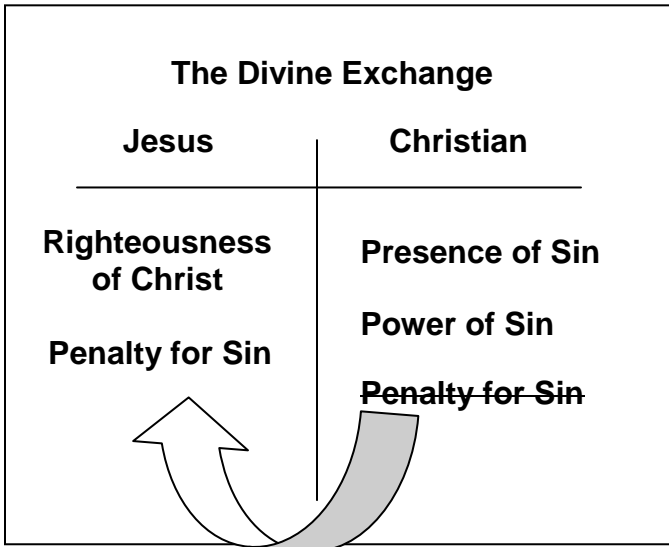 The Divine Exchange
Jesus
Christian
Righteousness
of Christ
Penalty for Sin
Presence of Sin
Power of Sin
Penalty for Sin